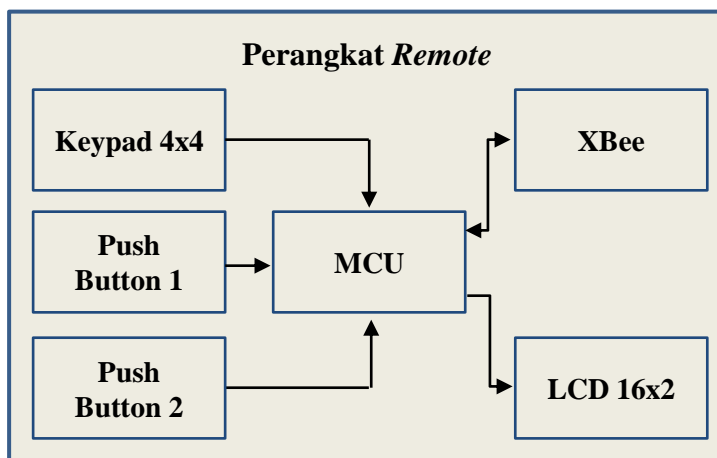 Perangkat Remote
Keypad 4x4
XBee
Push
Button 1
MCU
Push
Button 2
LCD 16x2